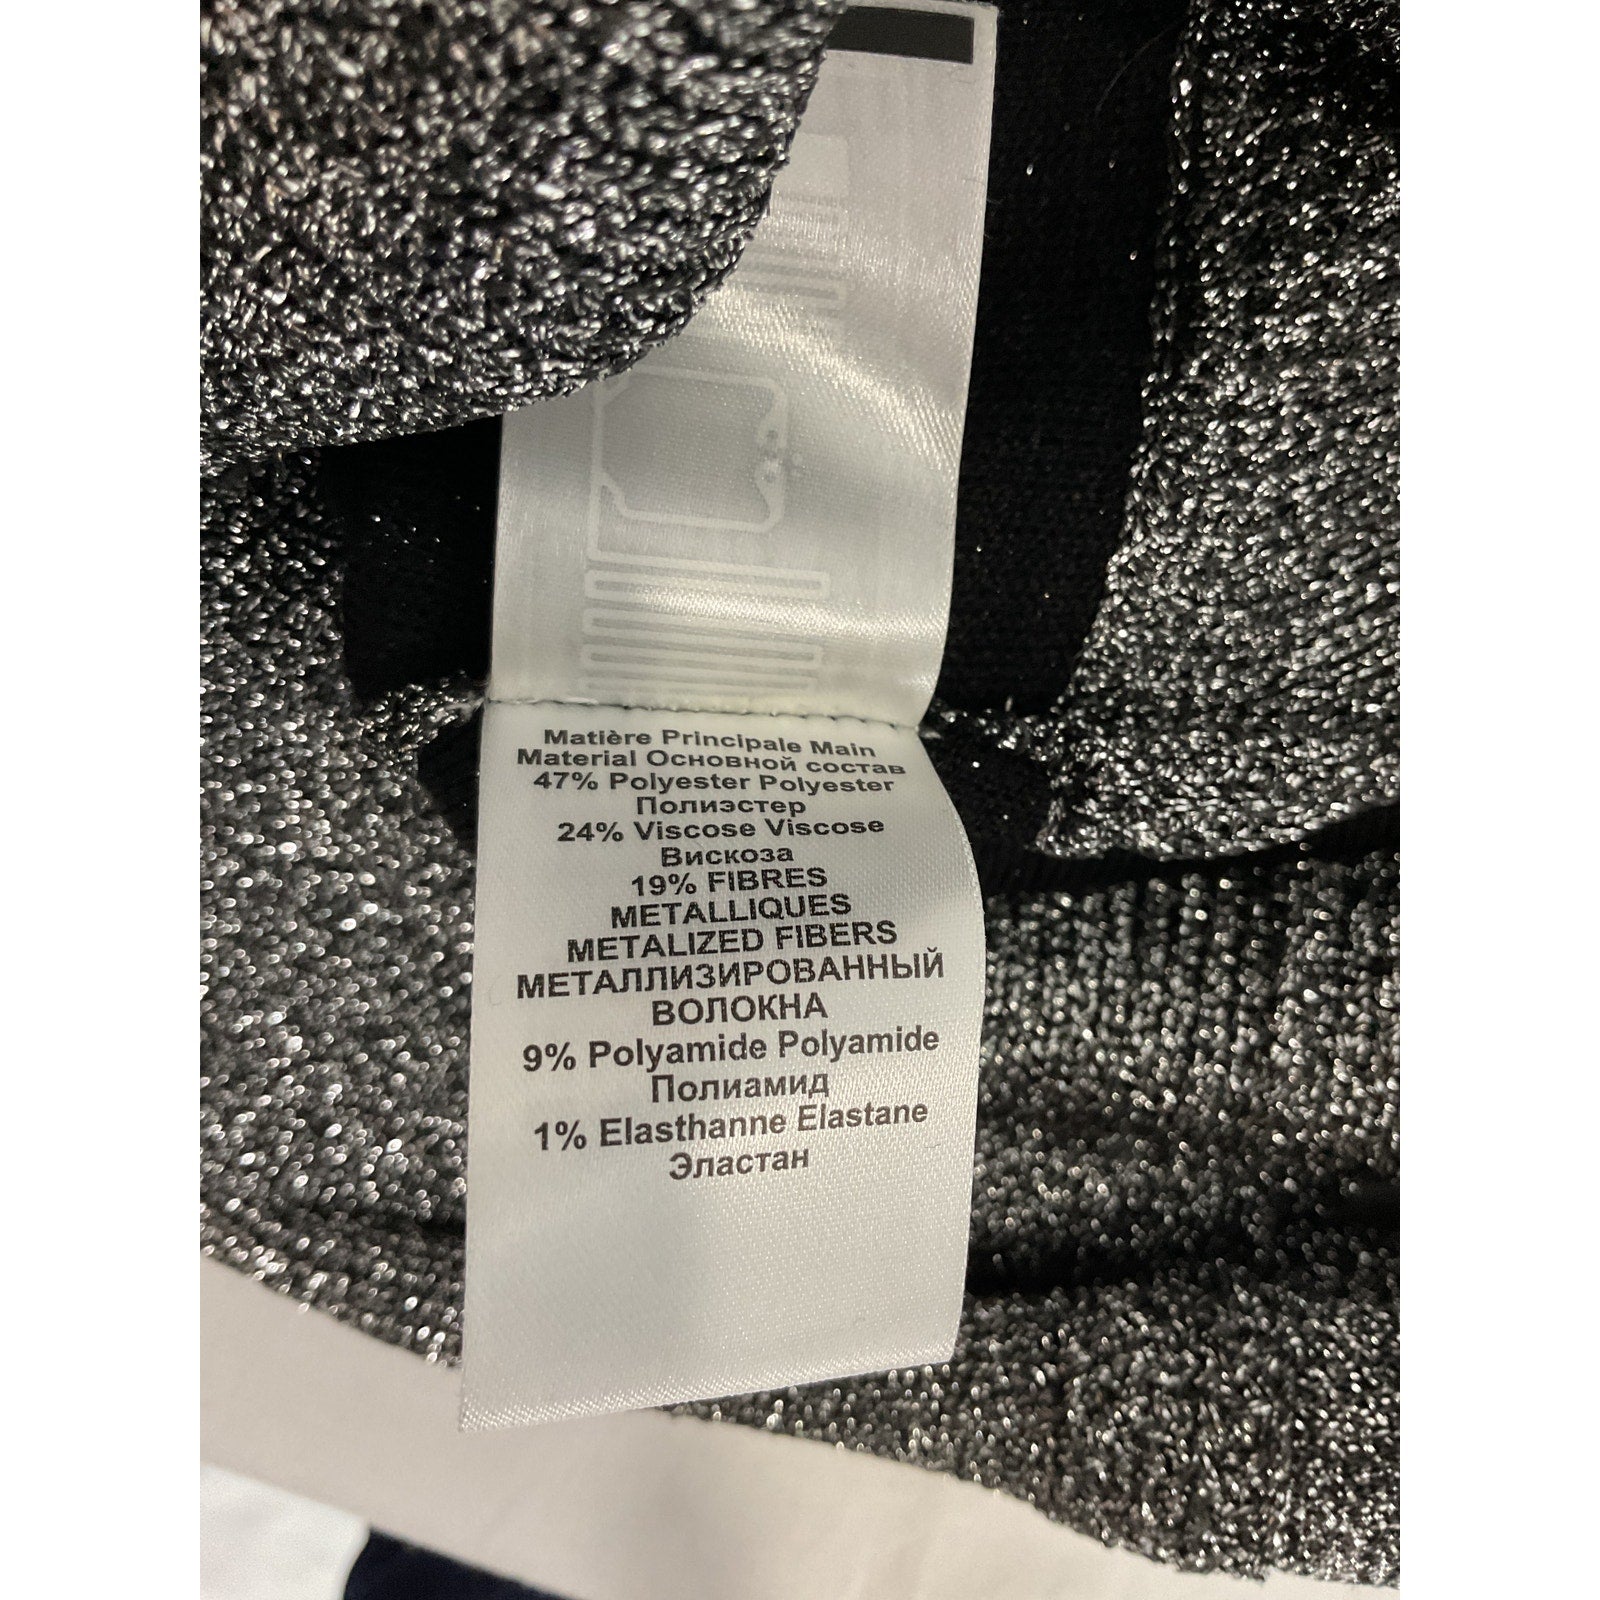 Matière Principale Main
Material Основной состав
47% Polyester Polyester
Полиэстер
24% Viscose Viscose
Вискоза
19% FIBRES
METALLIQUES
METALIZED FIBERS
МЕТАЛЛИЗИРОВАННЫЙ
ВОЛОКНА
9% Polyamide Polyamide
Полиамид
1% Elasthanne Elastane
Эластан